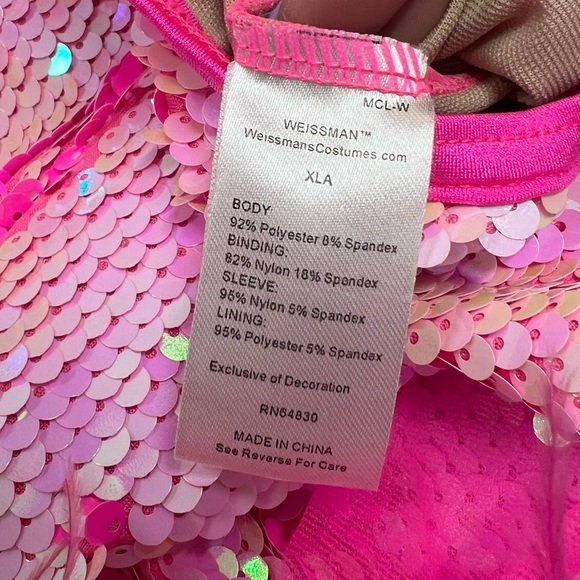 MCL-W
WEISSMAN™
WeissmansCostumes.com
XLA
BODY
92% Polyester 8% Spandex
BINDING:
82% Nylon 18% Spandex
SLEEVE:
95% Nylon 5% Spandex
LINING:
95% Polyester 5% Spandex
Exclusive of Decoration
RN64830
MADE IN CHINA
See Reverse For Care